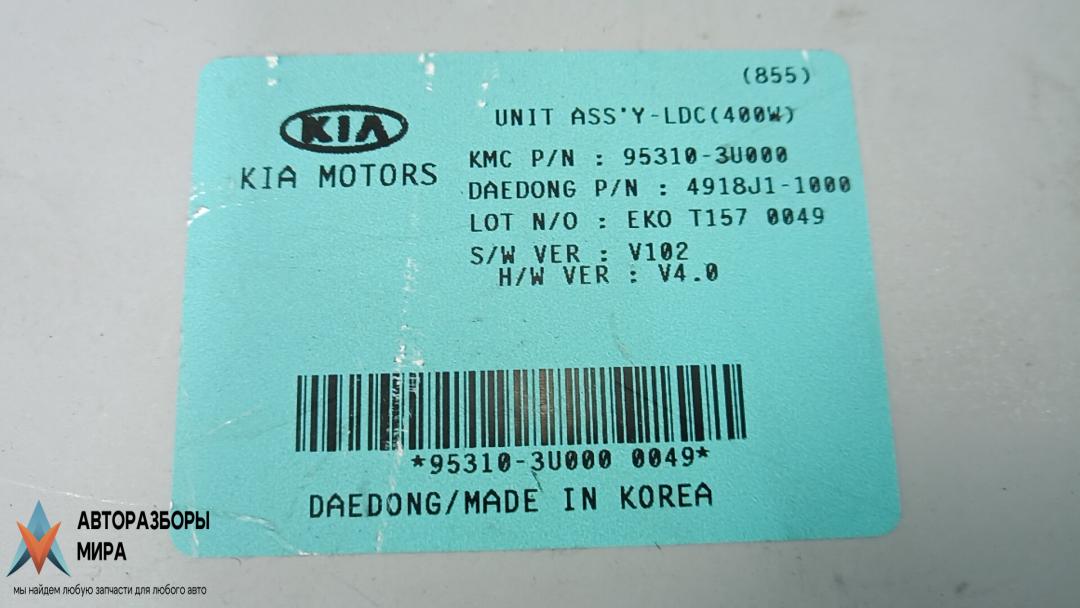 (855)
KIA
KIA MOTORS
UNIT ASS'Y-LDC(400W)
KMC P/N : 95310-3U000
DAEDONG P/N : 4918J1-1000
LOT N/O : EKO T157 0049
S/W VER : V102
H/W VER : V4.0
*95310-3U000 0049*
DAEDONG/MADE IN KOREA
АВТОРАЗБОРЫ
МИРА
мы найдем любую запчасти для любого авто